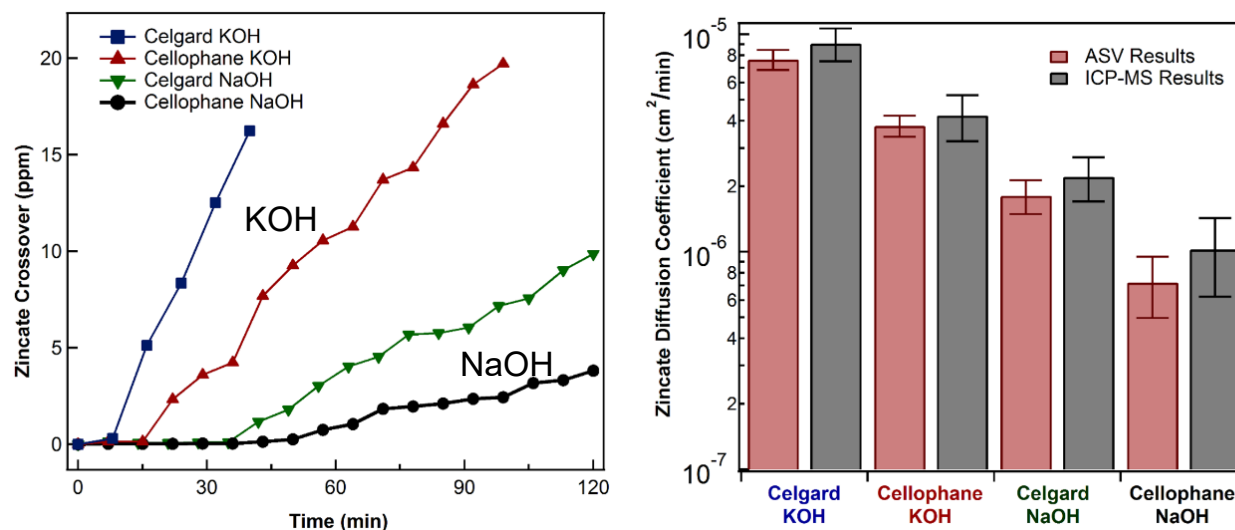 Zincate Crossover (ppm)
20
15
10
5
0
Celgard KOH
Cellophane KOH
Celgard NaOH
Cellophane NaOH
KOH
NaOH
0
30
60
90
120
Time (min)
Zincate Diffusion Coefficient (cm²/min)
10⁻⁵
8
6
4
2
10⁻⁶
8
6
4
2
10⁻⁷
ASV Results
ICP-MS Results
Celgard
KOH
Cellophane
KOH
Celgard
NaOH
Cellophane
NaOH